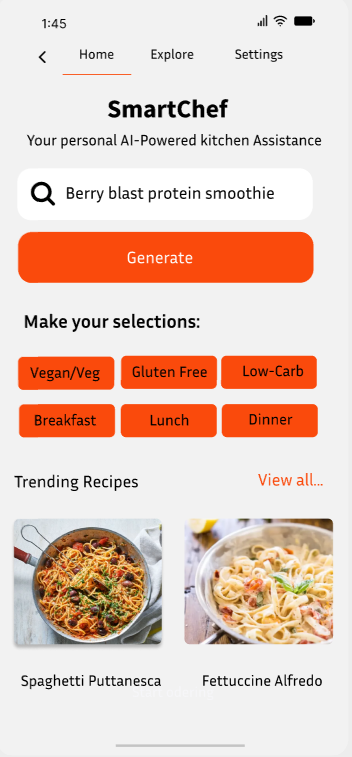 1:45
Home Explore Settings
SmartChef
Your personal AI-Powered kitchen Assistance
Berry blast protein smoothie
Generate
Make your selections:
Vegan/Veg Gluten Free Low-Carb
Breakfast Lunch Dinner
Trending Recipes View all...
Spaghetti Puttanesca Fettuccine Alfredo